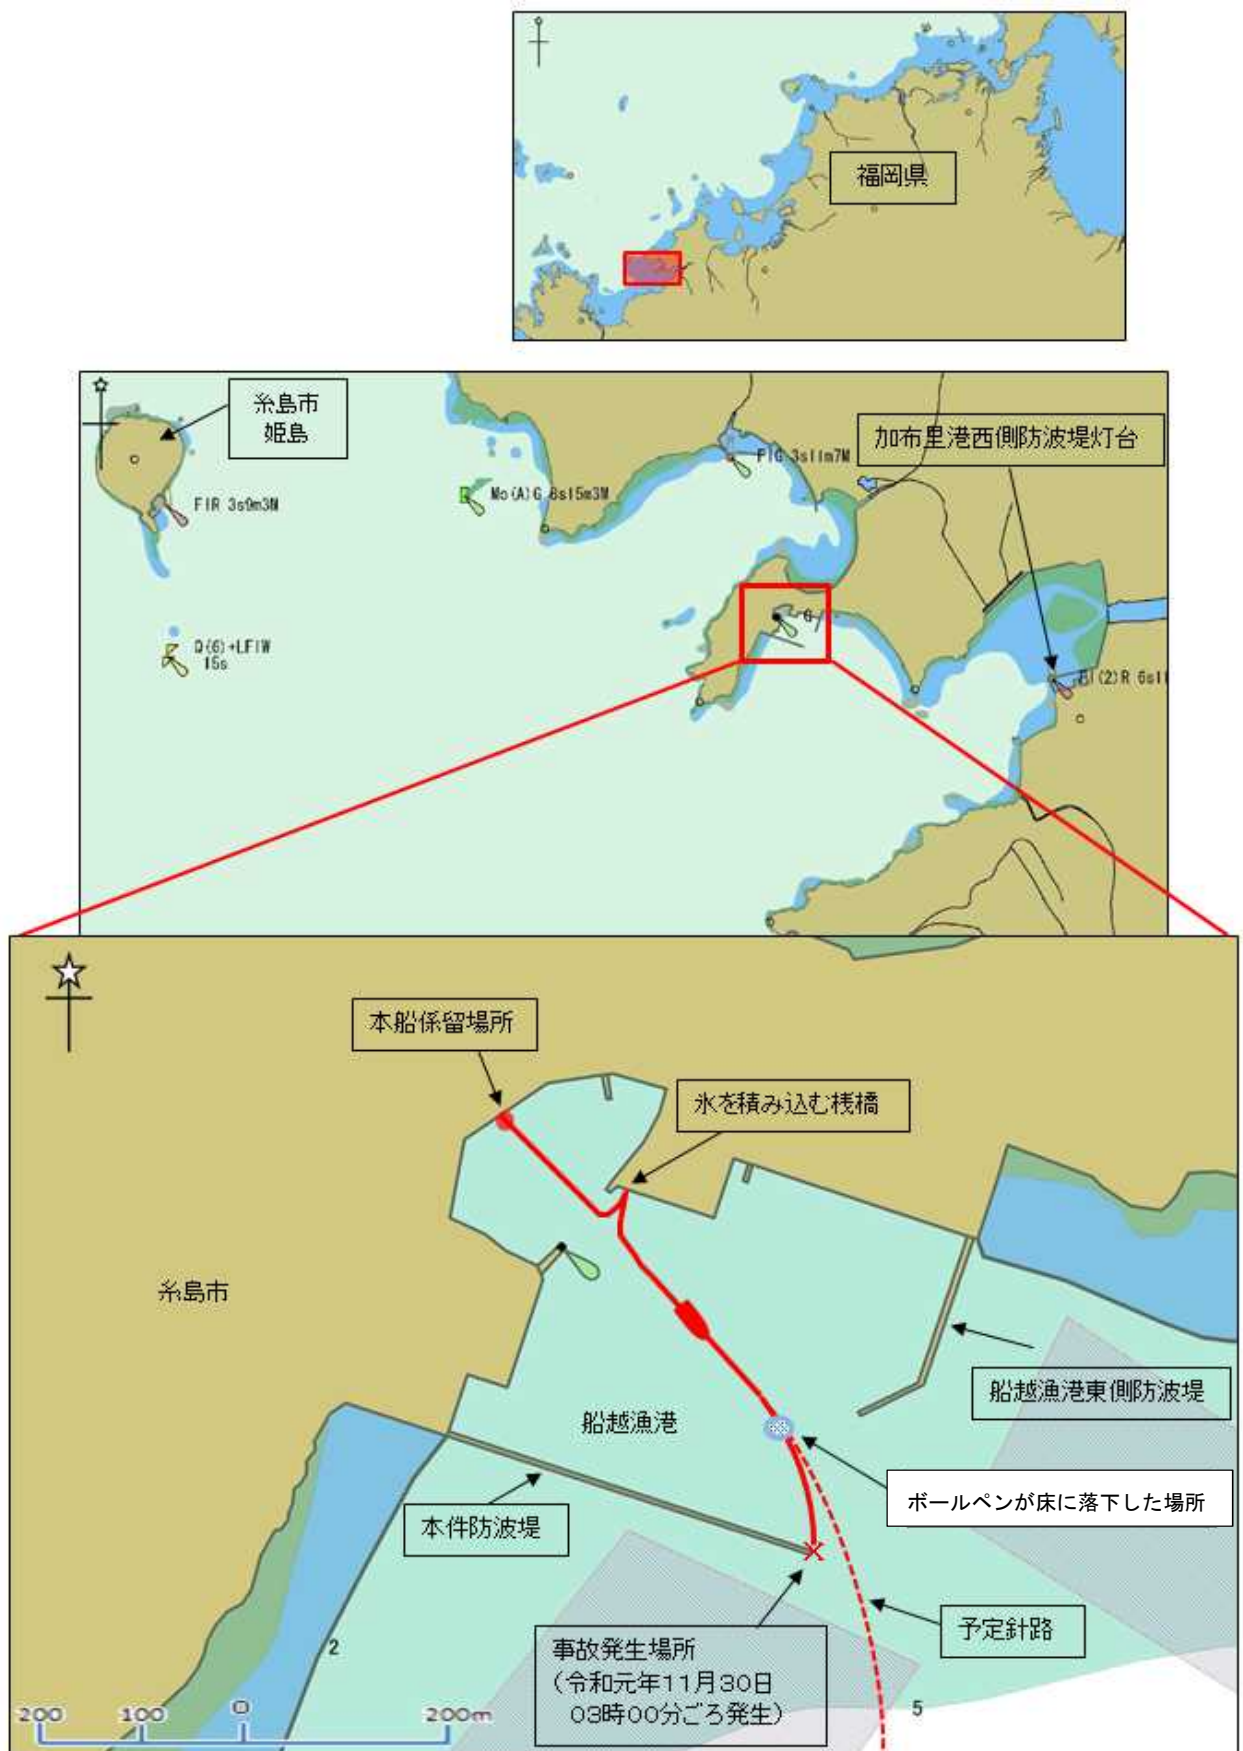 福岡県
糸島市
姫島
加布里港西側防波堤灯台
FlG 3s11m7M
Mo(A)G 8s15m3M
FlR 3s9m3M
G
Q(6)+LFlW
15s
Fl(2)R 6s11
本船係留場所
氷を積み込む桟橋
糸島市
船越漁港東側防波堤
船越漁港
ボールペンが床に落下した場所
本件防波堤
予定針路
事故発生場所
(令和元年11月30日
03時00分ごろ発生)
2
5
200 100 0 200m